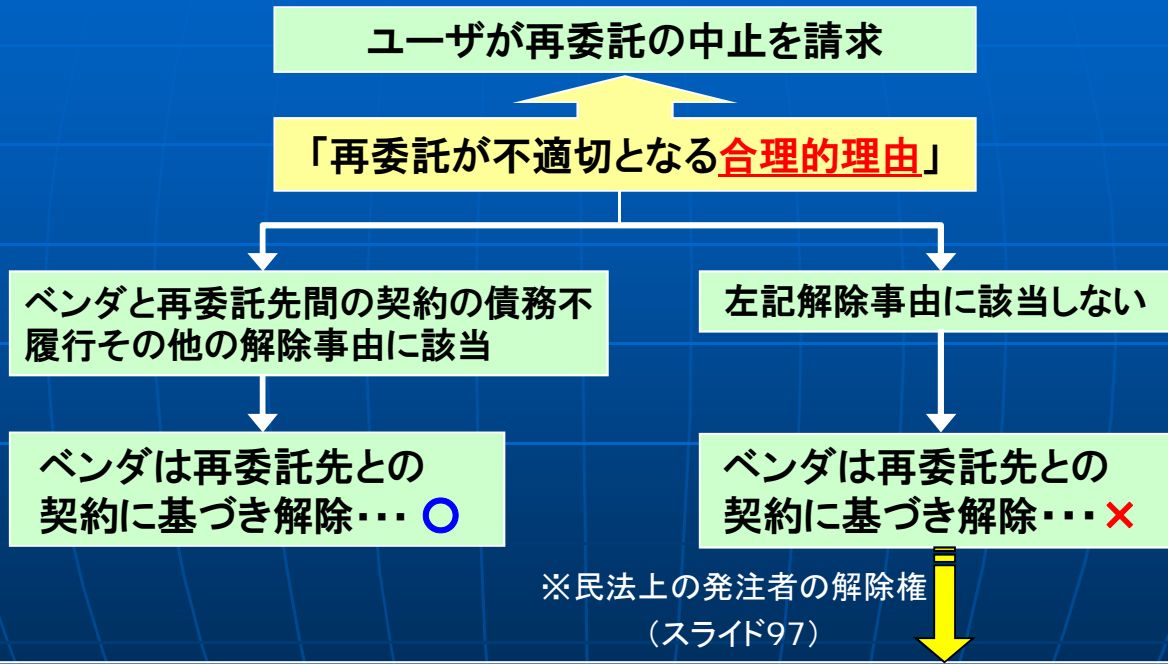 ユーザが再委託の中止を請求
「再委託が不適切となる合理的理由」
ベンダと再委託先間の契約の債務不
履行その他の解除事由に該当
左記解除事由に該当しない
ベンダは再委託先との
契約に基づき解除･･･ ○
ベンダは再委託先との
契約に基づき解除･･･×
※民法上の発注者の解除権
（スライド97）